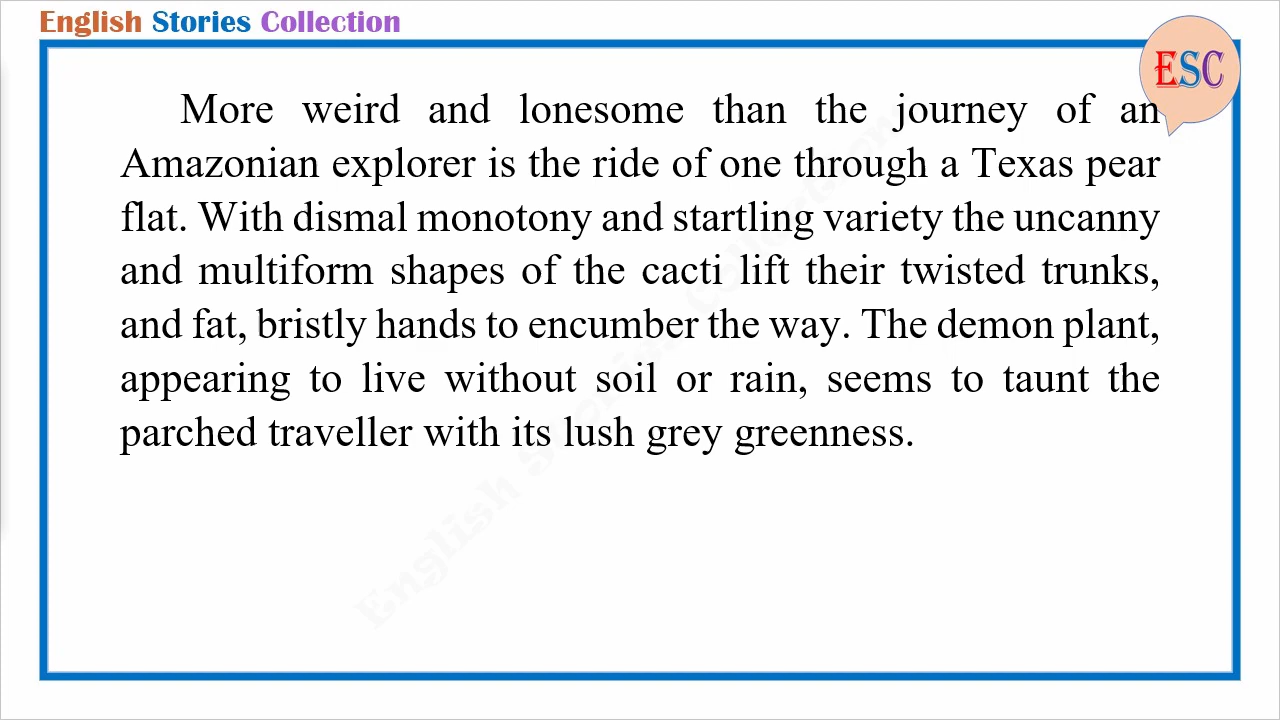 English Stories Collection
ESC
More weird and lonesome than the journey of an
Amazonian explorer is the ride of one through a Texas pear
flat. With dismal monotony and startling variety the uncanny
and multiform shapes of the cacti lift their twisted trunks,
and fat, bristly hands to encumber the way. The demon plant,
appearing to live without soil or rain, seems to taunt the
parched traveller with its lush grey greenness.
English Stories Collection